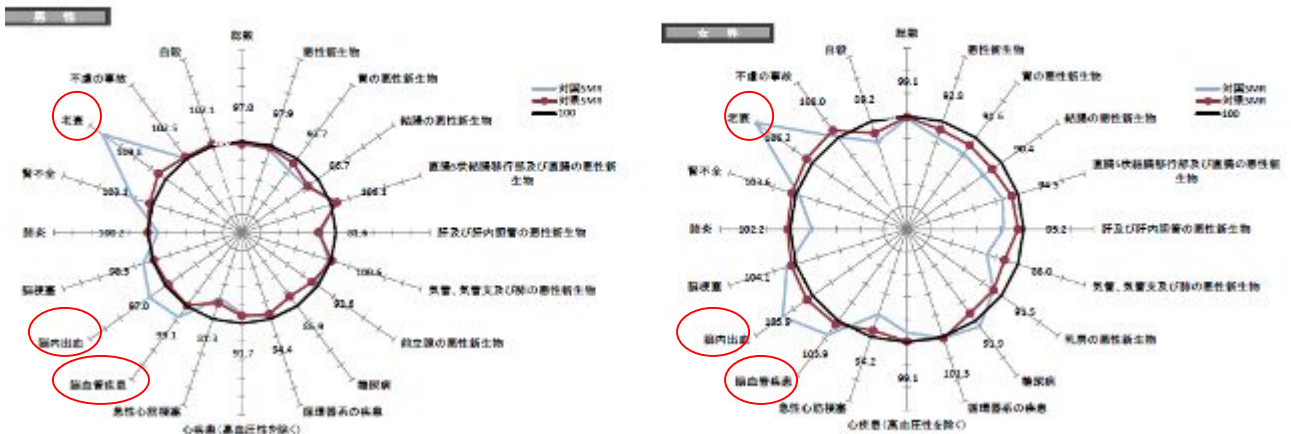 男 性
総数
悪性新生物
胃の悪性新生物
結腸の悪性新生物
直腸S状結腸移行部及び直腸の悪性新
生物
肝及び肝内胆管の悪性新生物
気管、気管支及び肺の悪性新生物
前立腺の悪性新生物
糖尿病
循環器系の疾患
心疾患(高血圧性を除く)
急性心筋梗塞
脳血管疾患
脳内出血
脳梗塞
肺炎
腎不全
老衰
不慮の事故
自殺
97.9
100.2
97.0
91.7
94.4
102.5
対国SMR
対県SMR
100
女 性
総数
悪性新生物
胃の悪性新生物
結腸の悪性新生物
直腸S状結腸移行部及び直腸の悪性新
生物
肝及び肝内胆管の悪性新生物
気管、気管支及び肺の悪性新生物
乳房の悪性新生物
糖尿病
循環器系の疾患
心疾患(高血圧性を除く)
急性心筋梗塞
脳血管疾患
脳内出血
脳梗塞
肺炎
腎不全
老衰
不慮の事故
自殺
99.1
90.4
91.9
99.1
94.2
104.1
102.2
103.6
対国SMR
対県SMR
100